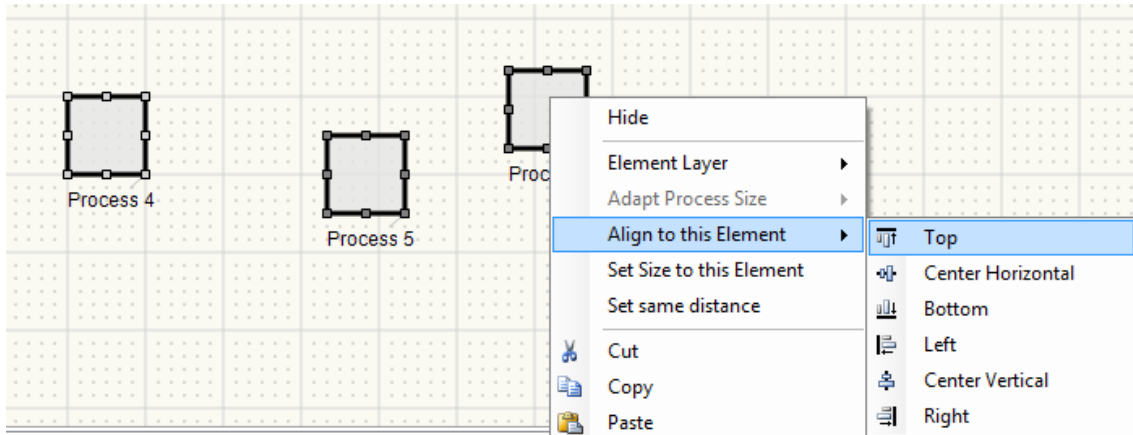 Process 4
Process 5
Proc
Hide
Element Layer
Adapt Process Size
Align to this Element
Set Size to this Element
Set same distance
Cut
Copy
Paste
Top
Center Horizontal
Bottom
Left
Center Vertical
Right